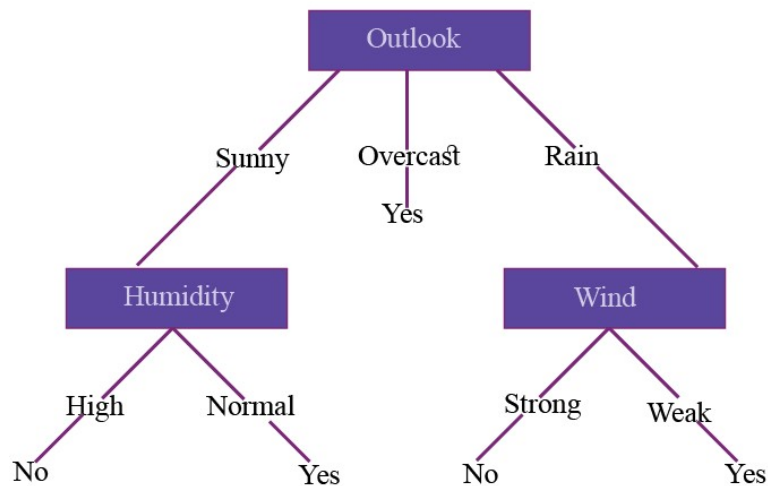 Outlook
Sunny Overcast Rain
Yes
Humidity Wind
High Normal Strong Weak
No Yes No Yes